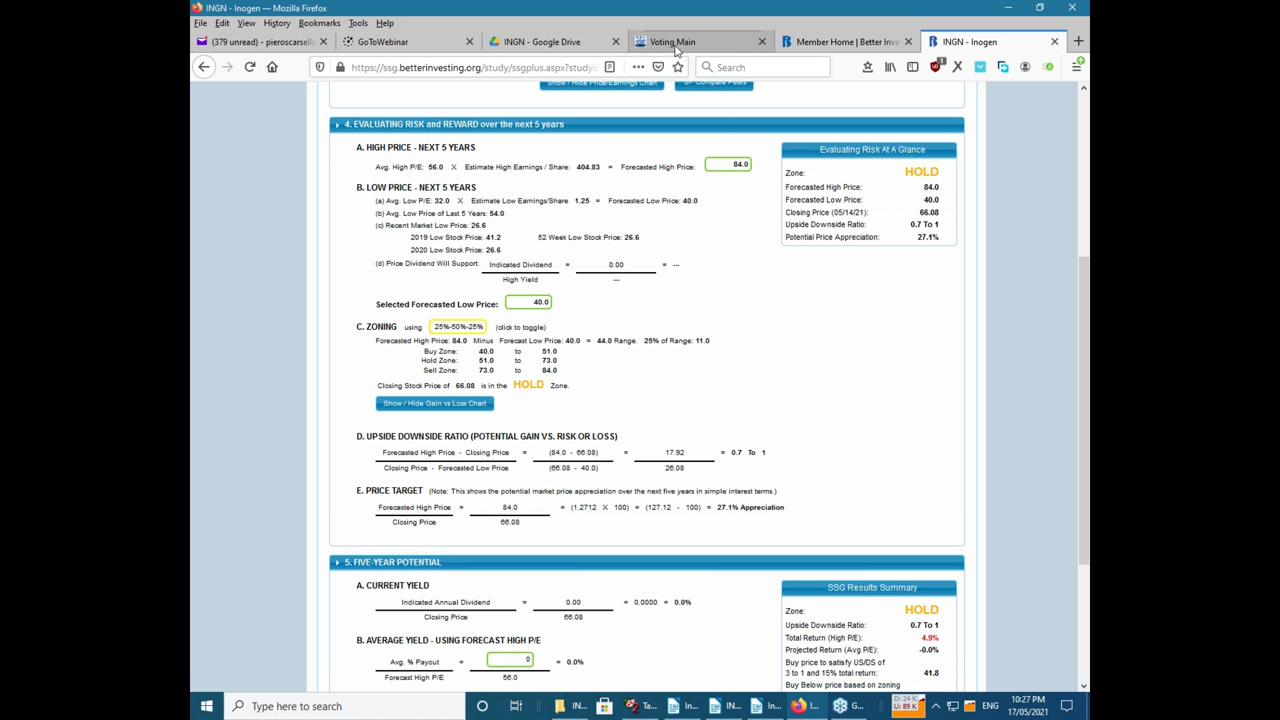 INGN - Inogen - Mozilla Firefox
File Edit View History Bookmarks Tools Help
(379 unread) - pieroscarsell
GoToWebinar
INGN - Google Drive
Voting Main
Member Home | Better Inve
INGN - Inogen
https://ssg.betterinvesting.org/study/ssgplus.aspx?studyi
Search
Show / Hide Price/Earnings Chart
UP Compare Peers
4. EVALUATING RISK and REWARD over the next 5 years
A. HIGH PRICE - NEXT 5 YEARS
Avg. High P/E: 56.0 X Estimate High Earnings / Share: 404.83 = Forecasted High Price: 84.0
B. LOW PRICE - NEXT 5 YEARS
(a) Avg. Low P/E: 32.0 X Estimate Low Earnings/Share 1.25 = Forecasted Low Price: 40.0
(b) Avg. Low Price of Last 5 Years: 54.0
(c) Recent Market Low Price: 26.6
2019 Low Stock Price: 41.2 52 Week Low Stock Price: 26.6
2020 Low Stock Price: 26.6
(d) Price Dividend Will Support: Indicated Dividend = 0.00 = ---
High Yield ---
Selected Forecasted Low Price: 40.0
C. ZONING using 25%-50%-25% (click to toggle)
Forecasted High Price: 84.0 Minus Forecast Low Price: 40.0 = 44.0 Range. 25% of Range: 11.0
Buy Zone: 40.0 to 51.0
Hold Zone: 51.0 to 73.0
Sell Zone: 73.0 to 84.0
Closing Stock Price of 66.08 is in the HOLD Zone.
Show / Hide Gain vs Loss Chart
D. UPSIDE DOWNSIDE RATIO (POTENTIAL GAIN VS. RISK OR LOSS)
Forecasted High Price - Closing Price = (84.0 - 66.08) = 17.92 = 0.7 To 1
Closing Price - Forecasted Low Price (66.08 - 40.0) 26.08
E. PRICE TARGET (Note: This shows the potential market price appreciation over the next five years in simple interest terms.)
Forecasted High Price = 84.0 = (1.2712 X 100) = (127.12 - 100) = 27.1% Appreciation
Closing Price 66.08
Evaluating Risk At A Glance
Zone: HOLD
Forecasted High Price: 84.0
Forecasted Low Price: 40.0
Closing Price (05/14/21): 66.08
Upside Downside Ratio: 0.7 To 1
Potential Price Appreciation: 27.1%
5. FIVE-YEAR POTENTIAL
A. CURRENT YIELD
Indicated Annual Dividend = 0.00 = 0.0000 = 0.0%
Closing Price 66.08
B. AVERAGE YIELD - USING FORECAST HIGH P/E
Avg. % Payout = 0 = 0.0%
Forecast High P/E 56.0
SSG Results Summary
Zone: HOLD
Upside Downside Ratio: 0.7 To 1
Total Return (High P/E): 4.9%
Projected Return (Avg P/E): -0.0%
Buy price to satisfy US/DS of
3 to 1 and 15% total return: 41.8
Buy Below price based on zoning
Type here to search
IN...
Ta...
IN...
IN...
In...
I...
G...
D: 24 K
U: 89 K
ENG
10:27 PM
17/05/2021